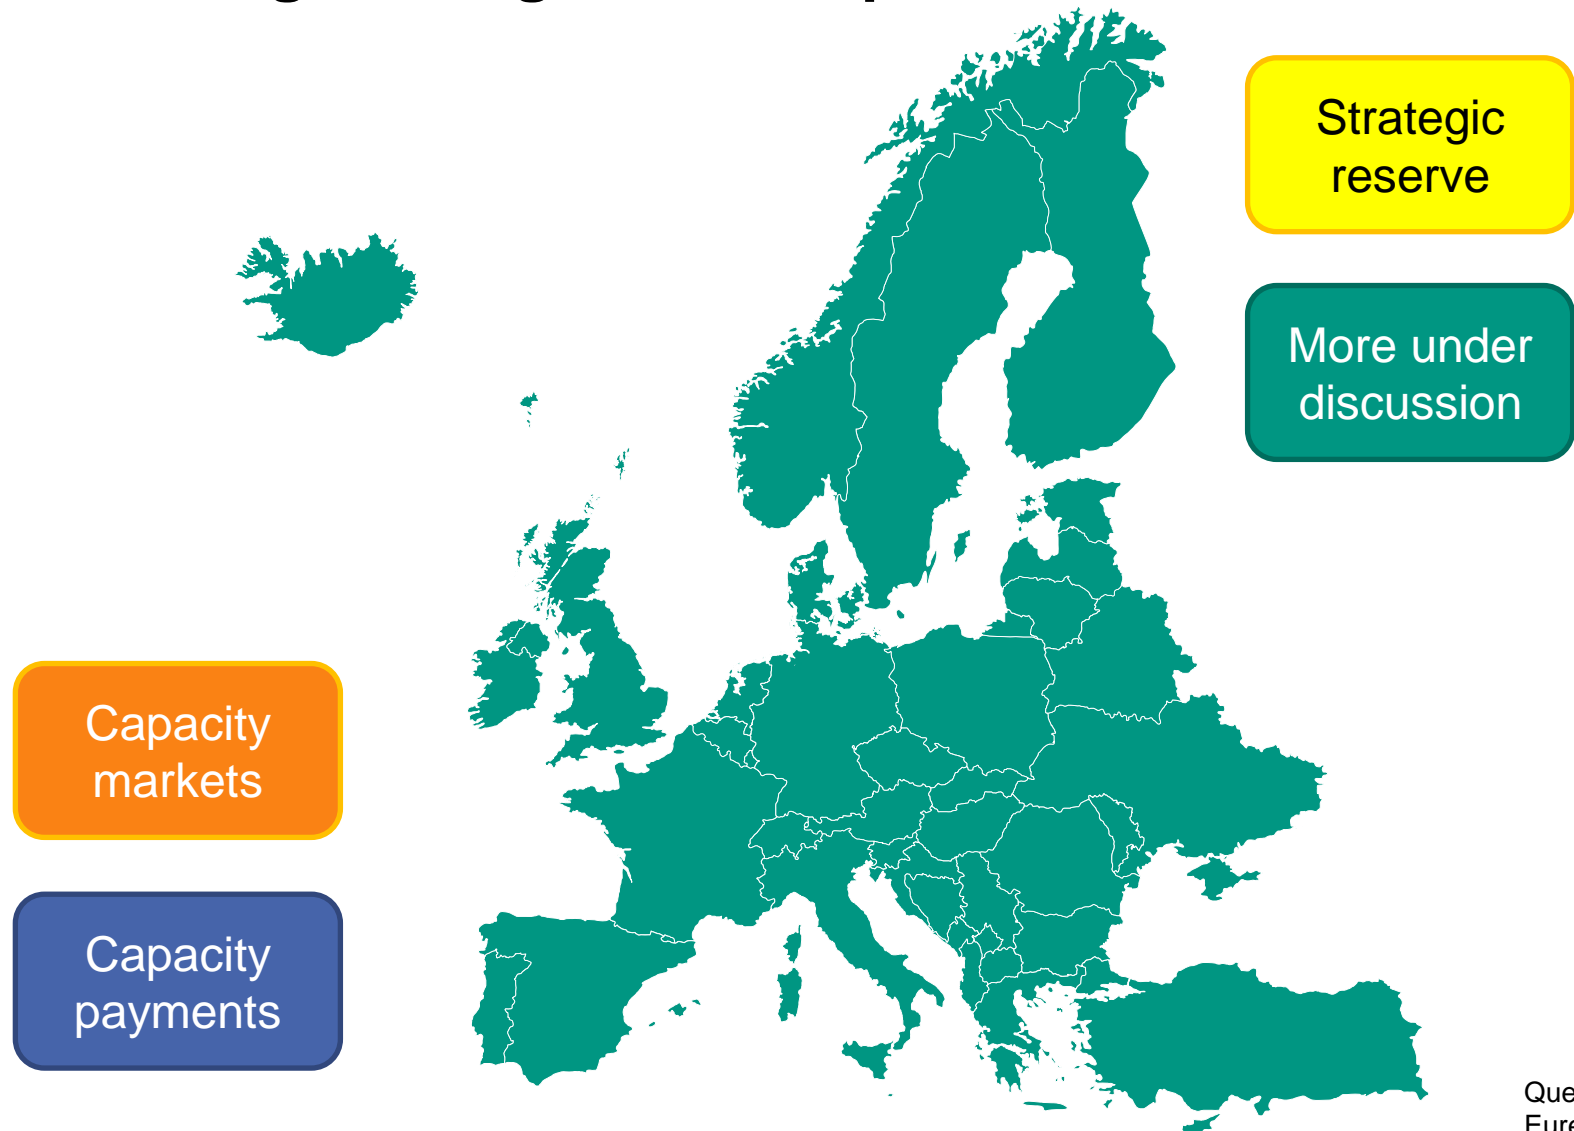 Strategic
reserve
More under
discussion
Capacity
markets
Capacity
payments